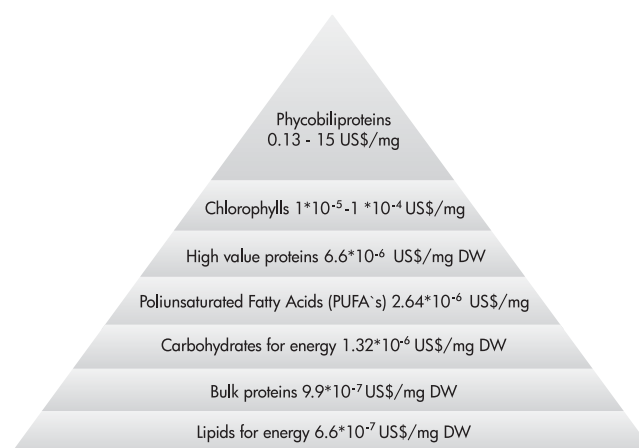 Phycobiliproteins
0.13 - 15 US$/mg
Chlorophylls 1*10⁻⁵-1 *10⁻⁴ US$/mg
High value proteins 6.6*10⁻⁶ US$/mg DW
Poliunsaturated Fatty Acids (PUFA`s) 2.64*10⁻⁶ US$/mg
Carbohydrates for energy 1.32*10⁻⁶ US$/mg DW
Bulk proteins 9.9*10⁻⁷ US$/mg DW
Lipids for energy 6.6*10⁻⁷ US$/mg DW